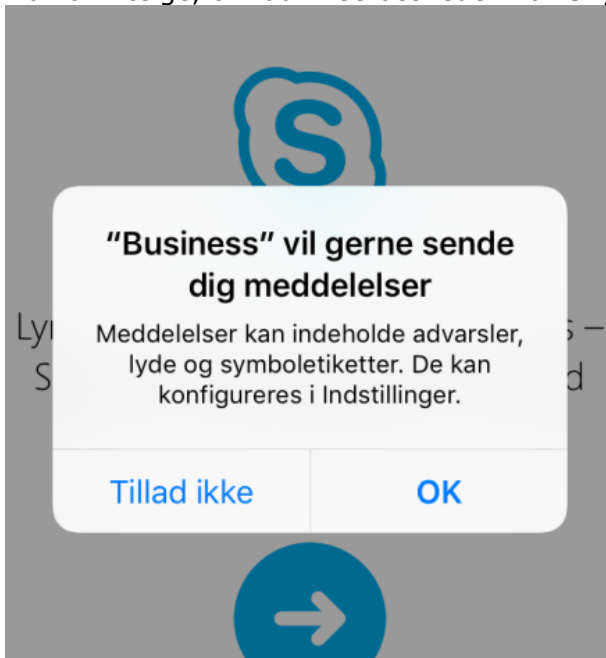 S
"Business" vil gerne sende
dig meddelelser
Ly s –
Meddelelser kan indeholde advarsler,
S d
lyde og symboletiketter. De kan
konfigureres i Indstillinger.
Tillad ikke OK